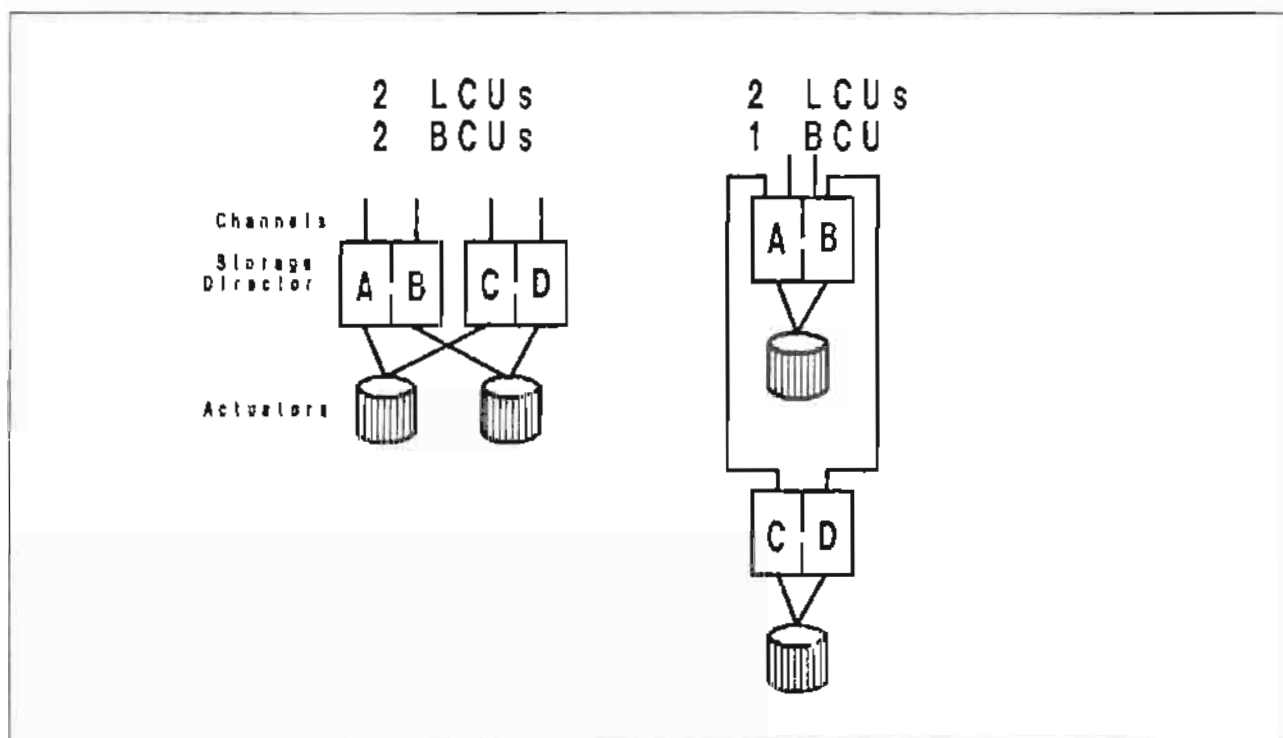 2 LCUs
2 BCUs
Channels
Storage
Director
A B C D
Actuators
2 LCUs
1 BCU
A B
C D